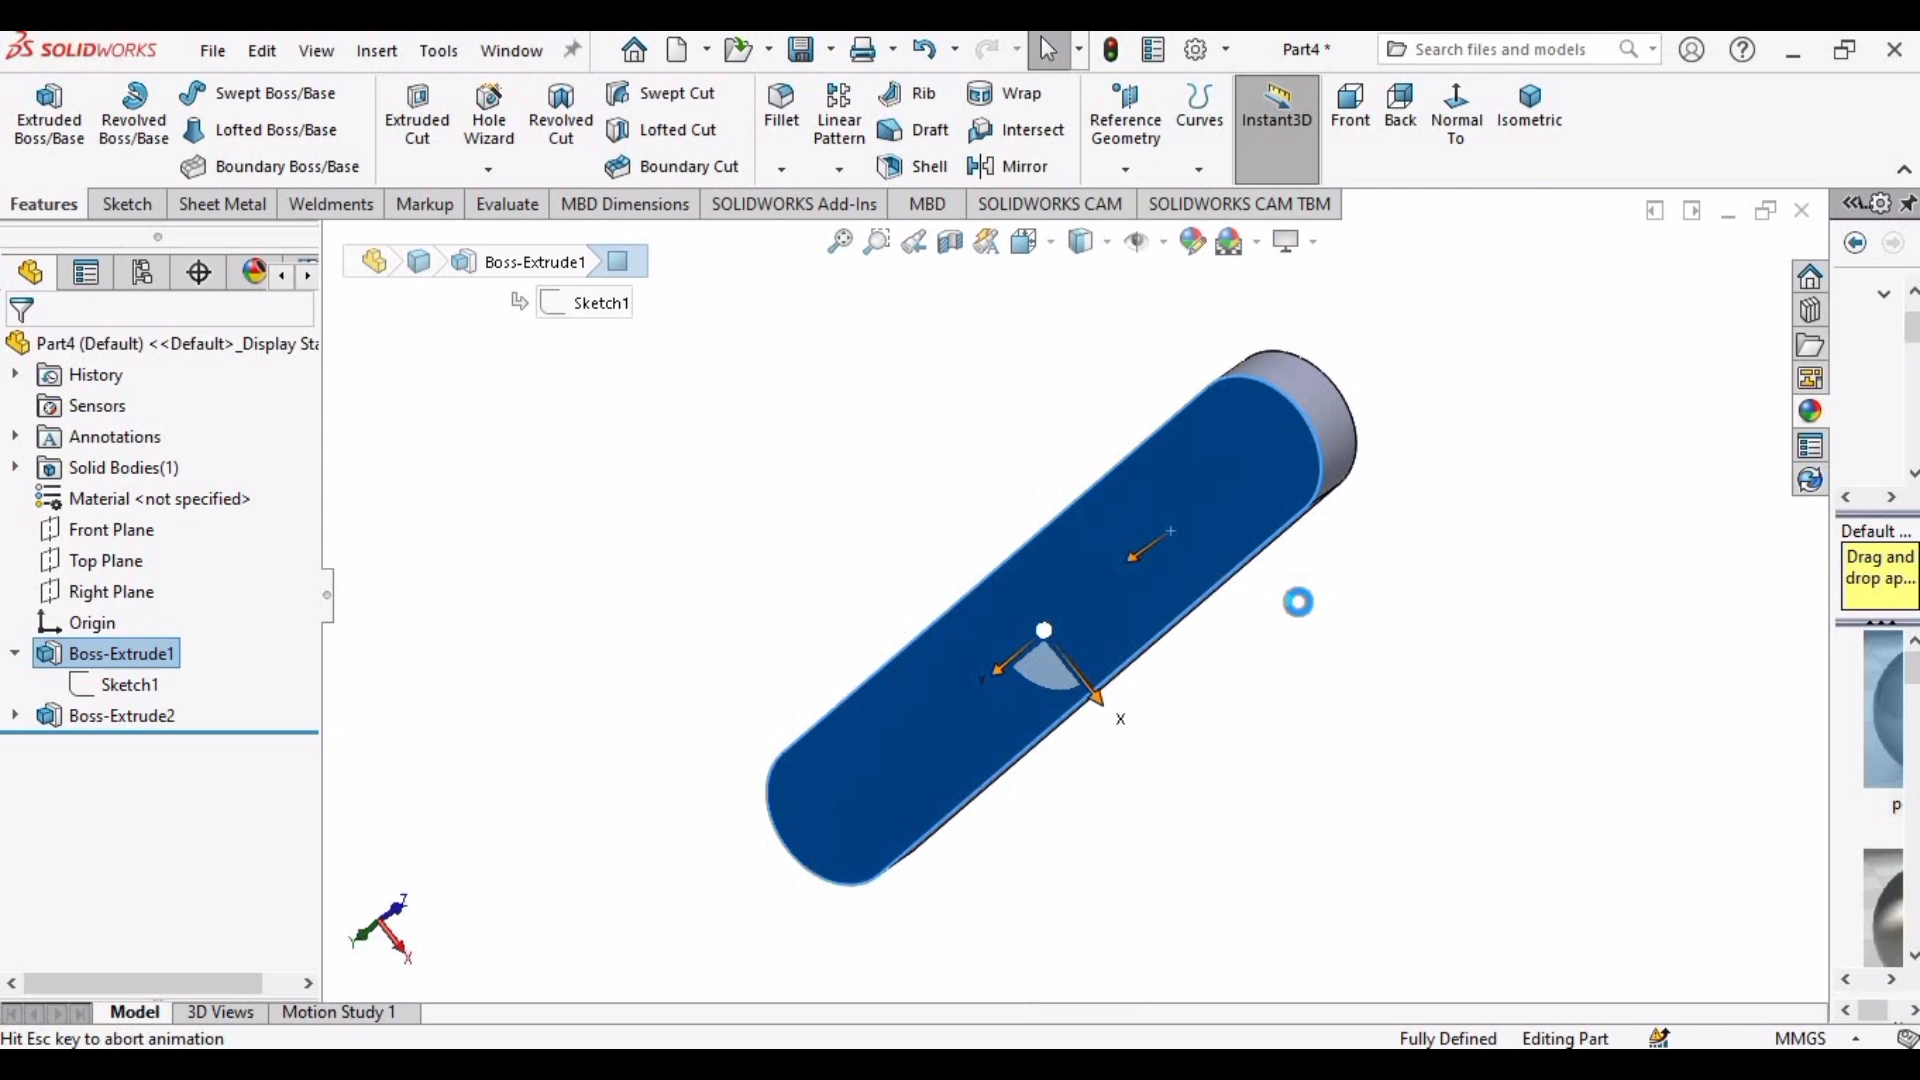 SOLIDWORKS
File Edit View Insert Tools Window
Part4 *
Search files and models
Extruded Boss/Base
Revolved Boss/Base
Swept Boss/Base
Lofted Boss/Base
Boundary Boss/Base
Extruded Cut
Hole Wizard
Revolved Cut
Swept Cut
Lofted Cut
Boundary Cut
Fillet
Linear Pattern
Rib
Draft
Shell
Wrap
Intersect
Mirror
Reference Geometry
Curves
Instant3D
Front
Back
Normal To
Isometric
Features Sketch Sheet Metal Weldments Markup Evaluate MBD Dimensions SOLIDWORKS Add-Ins MBD SOLIDWORKS CAM SOLIDWORKS CAM TBM
Boss-Extrude1
Sketch1
Part4 (Default) <<Default>_Display Sta
History
Sensors
Annotations
Solid Bodies(1)
Material <not specified>
Front Plane
Top Plane
Right Plane
Origin
Boss-Extrude1
Sketch1
Boss-Extrude2
Y
X
Z
Y
X
Default ...
Drag and
drop ap...
p
Model 3D Views Motion Study 1
Hit Esc key to abort animation
Fully Defined Editing Part MMGS